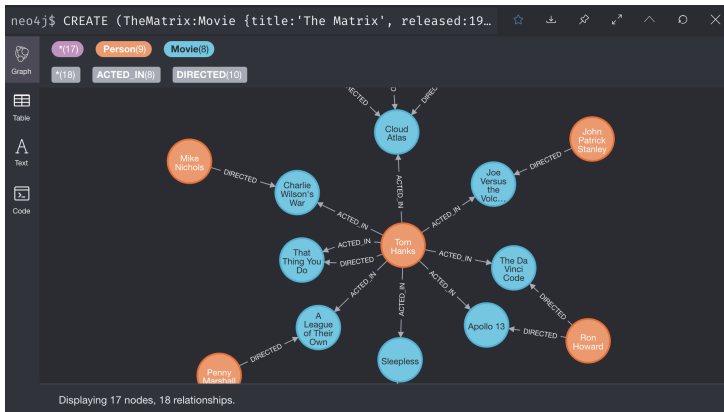 neo4j$ CREATE (TheMatrix:Movie {title:'The Matrix', released:19…
Graph
Table
Text
Code
*(17) Person(9) Movie(8)
*(18) ACTED_IN(8) DIRECTED(10)
Cloud
Atlas
John
Patrick
Stanley
DIRECTED
Mike
Nichols
DIRECTED
Charlie
Wilson's
War
Joe
Versus
the
Volc…
ACTED_IN
ACTED_IN
ACTED_IN
Tom
Hanks
That
Thing You
Do
ACTED_IN
DIRECTED
ACTED_IN
The Da
Vinci
Code
ACTED_IN
ACTED_IN
ACTED_IN
A
League
of Their
Own
Apollo 13
DIRECTED
DIRECTED
Ron
Howard
DIRECTED
Sleepless
Penny
Marshall
Displaying 17 nodes, 18 relationships.